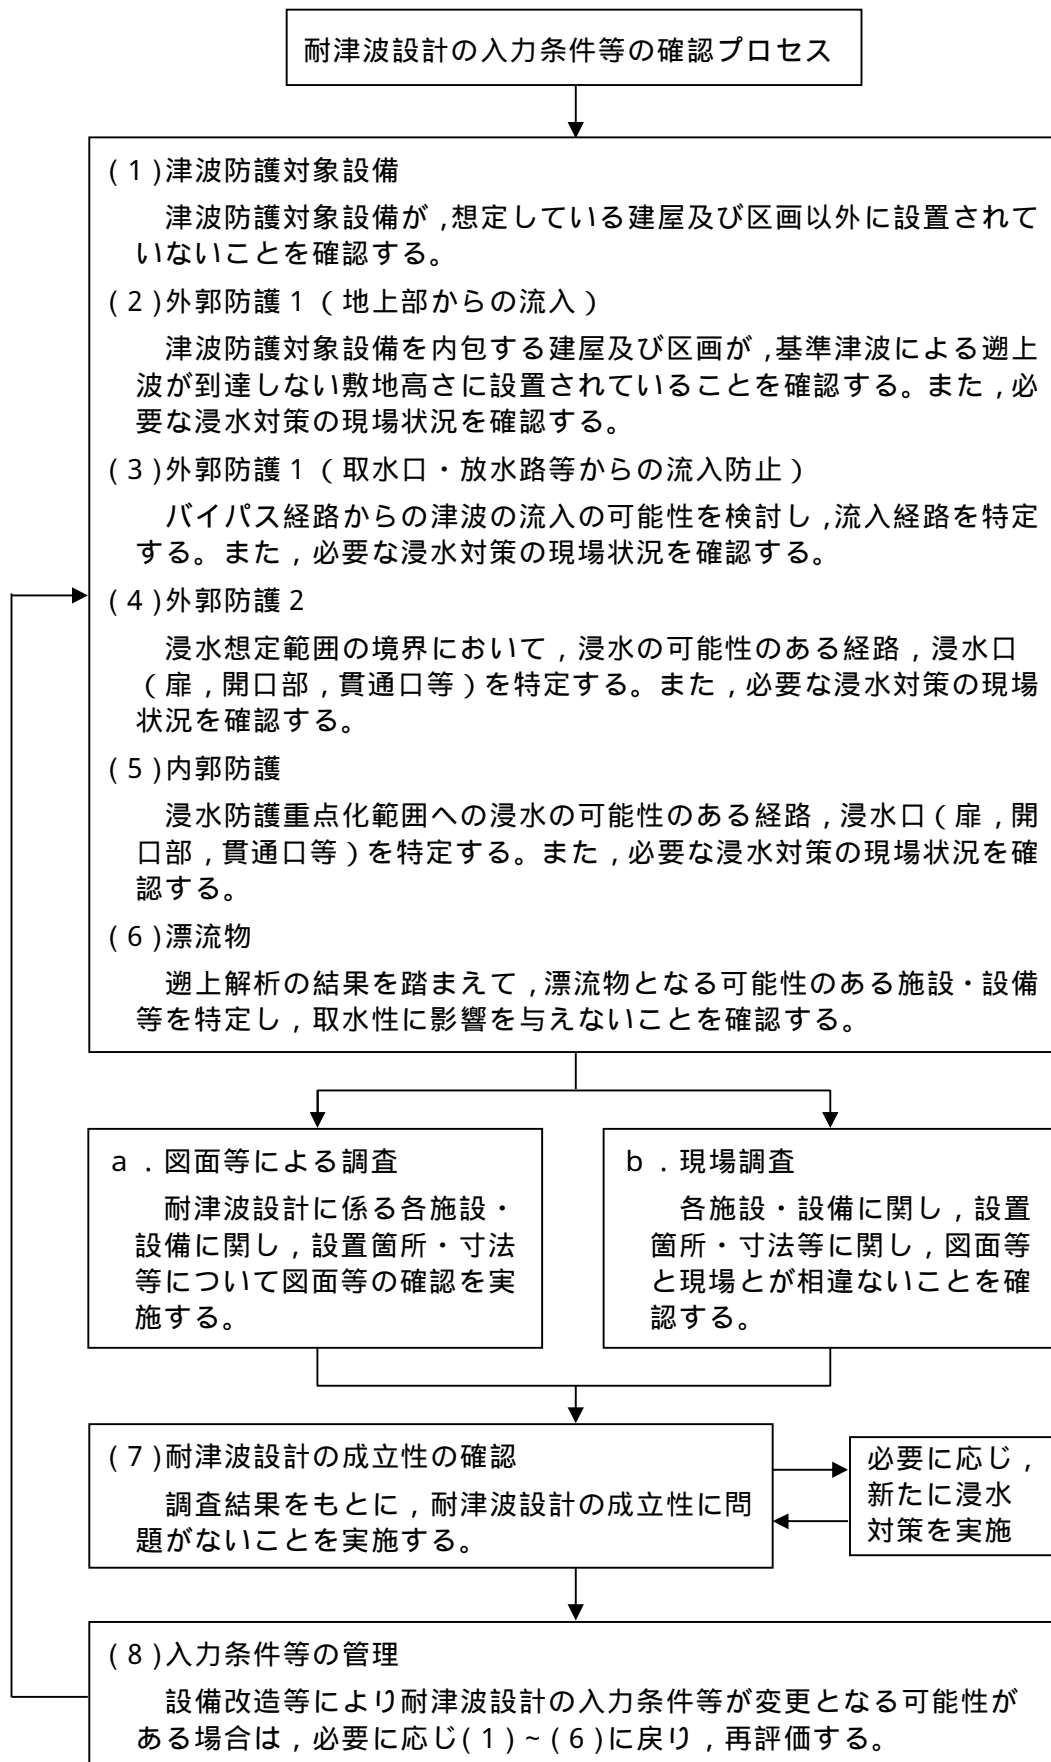 耐津波設計の入力条件等の確認プロセス
(1)津波防護対象設備
津波防護対象設備が,想定している建屋及び区画以外に設置されて
いないことを確認する。
(2)外郭防護1(地上部からの流入)
津波防護対象設備を内包する建屋及び区画が,基準津波による遡上
波が到達しない敷地高さに設置されていることを確認する。また,必
要な浸水対策の現場状況を確認する。
(3)外郭防護1(取水口・放水路等からの流入防止)
バイパス経路からの津波の流入の可能性を検討し,流入経路を特定
する。また,必要な浸水対策の現場状況を確認する。
(4)外郭防護2
浸水想定範囲の境界において,浸水の可能性のある経路,浸水口
(扉,開口部,貫通口等)を特定する。また,必要な浸水対策の現場
状況を確認する。
(5)内郭防護
浸水防護重点化範囲への浸水の可能性のある経路,浸水口(扉,開
口部,貫通口等)を特定する。また,必要な浸水対策の現場状況を確
認する。
(6)漂流物
遡上解析の結果を踏まえて,漂流物となる可能性のある施設・設備
等を特定し,取水性に影響を与えないことを確認する。
a.図面等による調査
耐津波設計に係る各施設・
設備に関し,設置箇所・寸法
等について図面等の確認を実
施する。
b.現場調査
各施設・設備に関し,設置
箇所・寸法等に関し,図面等
と現場とが相違ないことを確
認する。
(7)耐津波設計の成立性の確認
調査結果をもとに,耐津波設計の成立性に問
題がないことを実施する。
必要に応じ,
新たに浸水
対策を実施
(8)入力条件等の管理
設備改造等により耐津波設計の入力条件等が変更となる可能性が
ある場合は,必要に応じ(1)~(6)に戻り,再評価する。